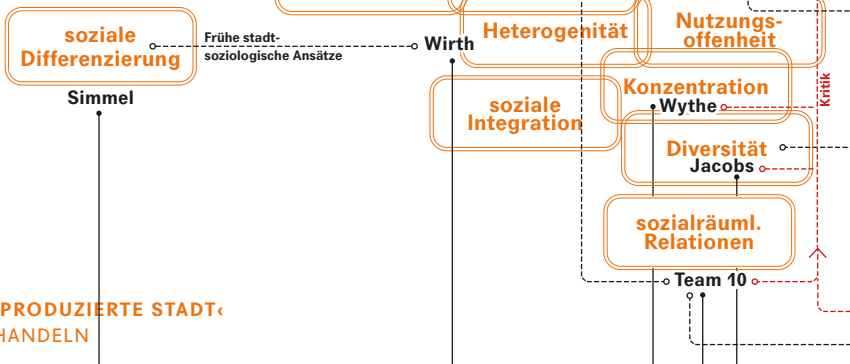 soziale
Differenzierung
Frühe stadt-
soziologische Ansätze
Wirth
Heterogenität
Nutzungs-
offenheit
Simmel
soziale
Integration
Konzentration
Wythe
Kritik
Diversität
Jacobs
sozialräuml.
Relationen
Team 10
PRODUZIERTE STADT‹
HANDELN